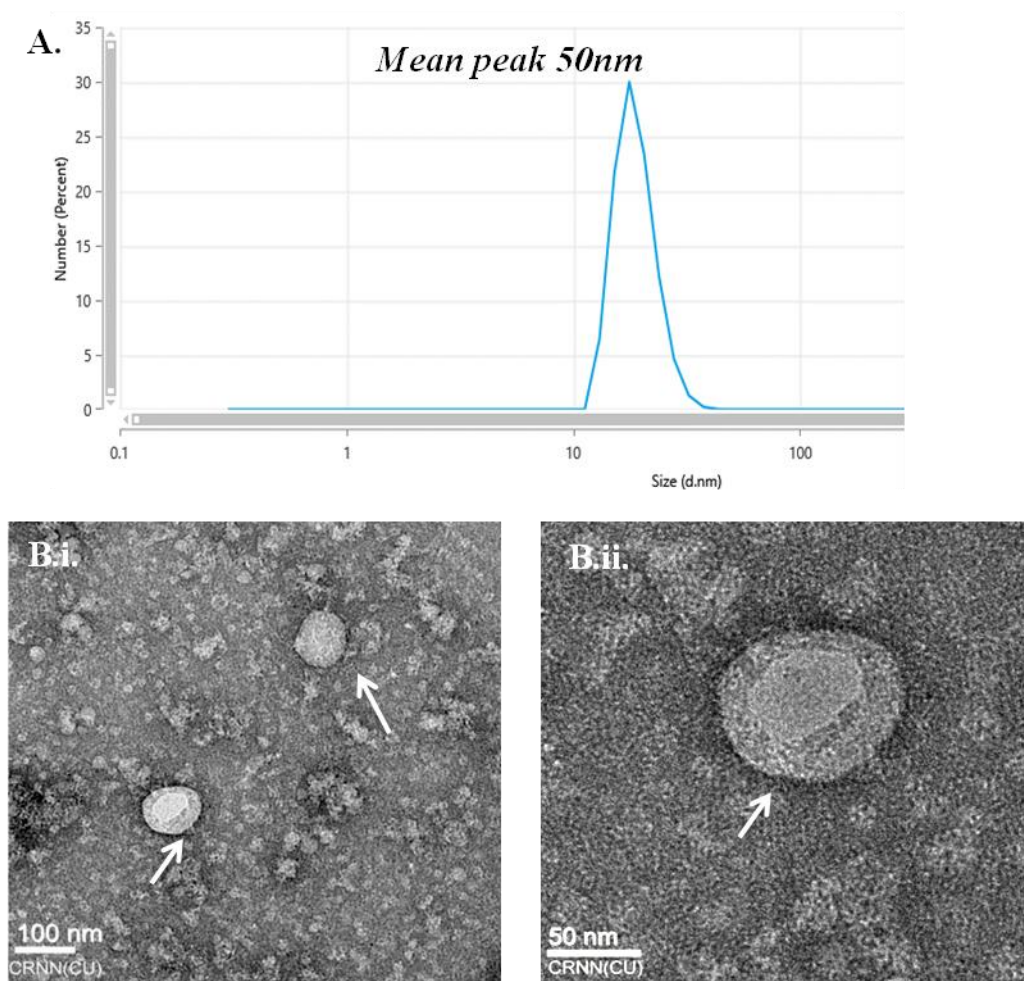 A.
Mean peak 50nm
35
30
25
20
15
10
5
0
Number (Percent)
0.1 1 10 100
Size (d.nm)
B.i.
100 nm
CRNN(CU)
B.ii.
50 nm
CRNN(CU)